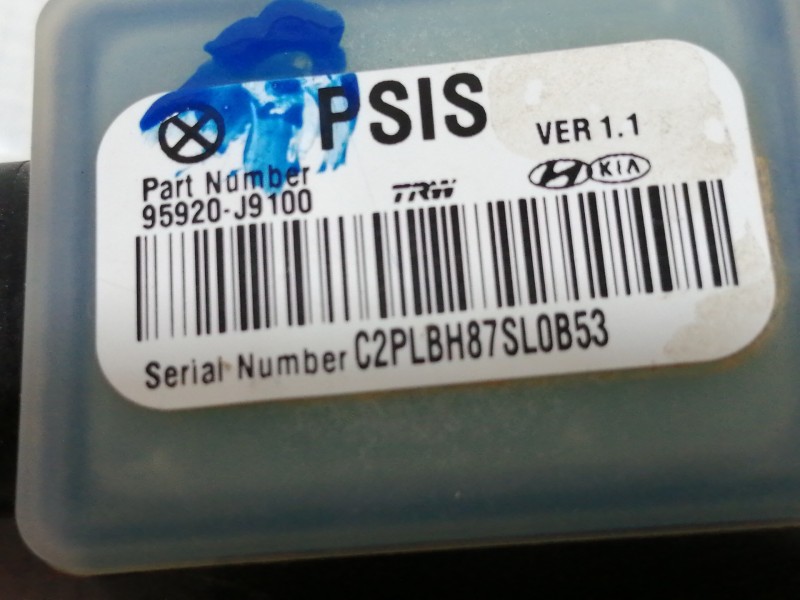 PSIS
VER 1.1
Part Number
95920-J9100
TRW
KIA
Serial Number C2PLBH87SL0B53